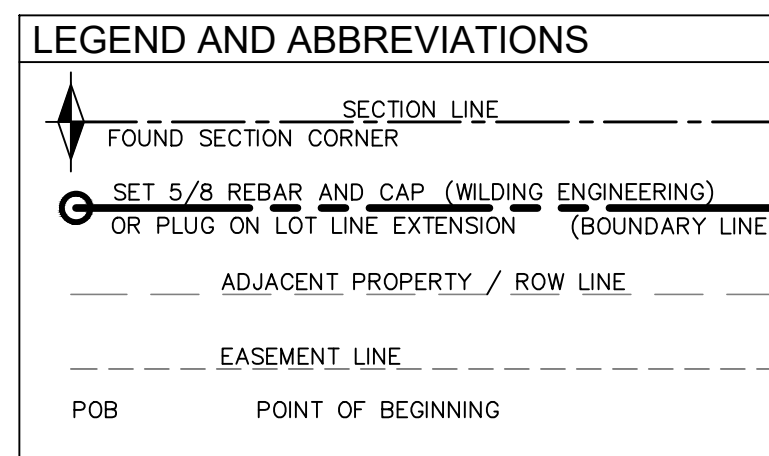 LEGEND AND ABBREVIATIONS
SECTION LINE
FOUND SECTION CORNER
SET 5/8 REBAR AND CAP (WILDING ENGINEERING)
OR PLUG ON LOT LINE EXTENSION (BOUNDARY LINE
ADJACENT PROPERTY / ROW LINE
EASEMENT LINE
POB POINT OF BEGINNING